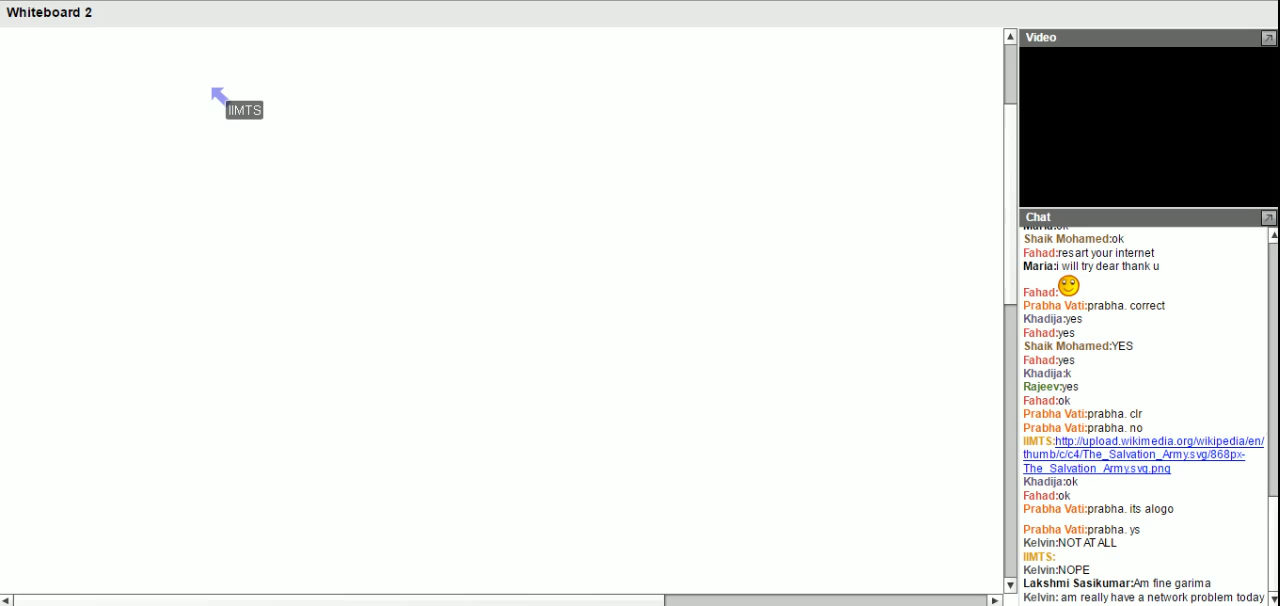 Whiteboard 2
IIMTS
Video
Chat
Maria:ok
Shaik Mohamed:ok
Fahad:resart your internet
Maria:i will try dear thank u
Fahad:
Prabha Vati:prabha. correct
Khadija:yes
Fahad:yes
Shaik Mohamed:YES
Fahad:yes
Khadija:k
Rajeev:yes
Fahad:ok
Prabha Vati:prabha. clr
Prabha Vati:prabha. no
IIMTS:http://upload.wikimedia.org/wikipedia/en/
thumb/c/c4/The_Salvation_Army.svg/868px-
The_Salvation_Army.svg.png
Khadija:ok
Fahad:ok
Prabha Vati:prabha. its alogo
Prabha Vati:prabha. ys
Kelvin:NOT AT ALL
IIMTS:
Kelvin:NOPE
Lakshmi Sasikumar:Am fine garima
Kelvin: am really have a network problem today